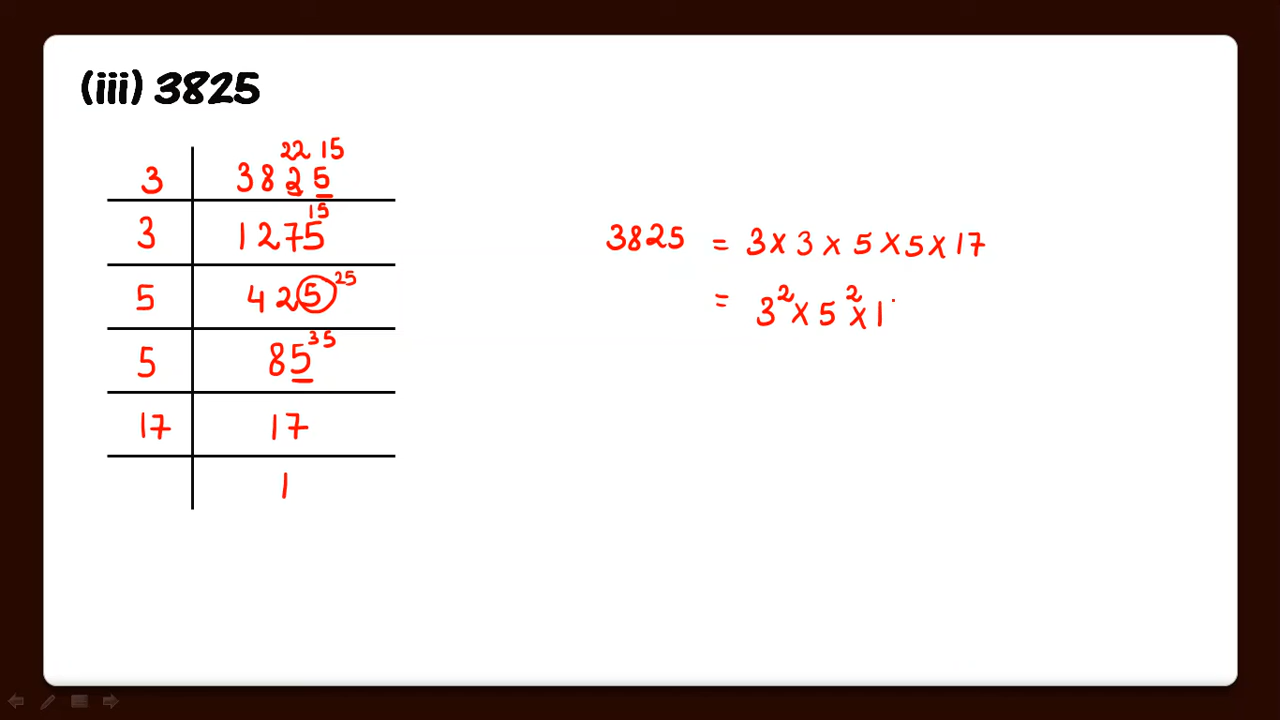 (iii) 3825
22 15
3 3825
15
3 1275
5 425 25
5 85 35
17 17
1
3825 = 3 × 3 × 5 × 5 × 17
= 3² × 5² × 1